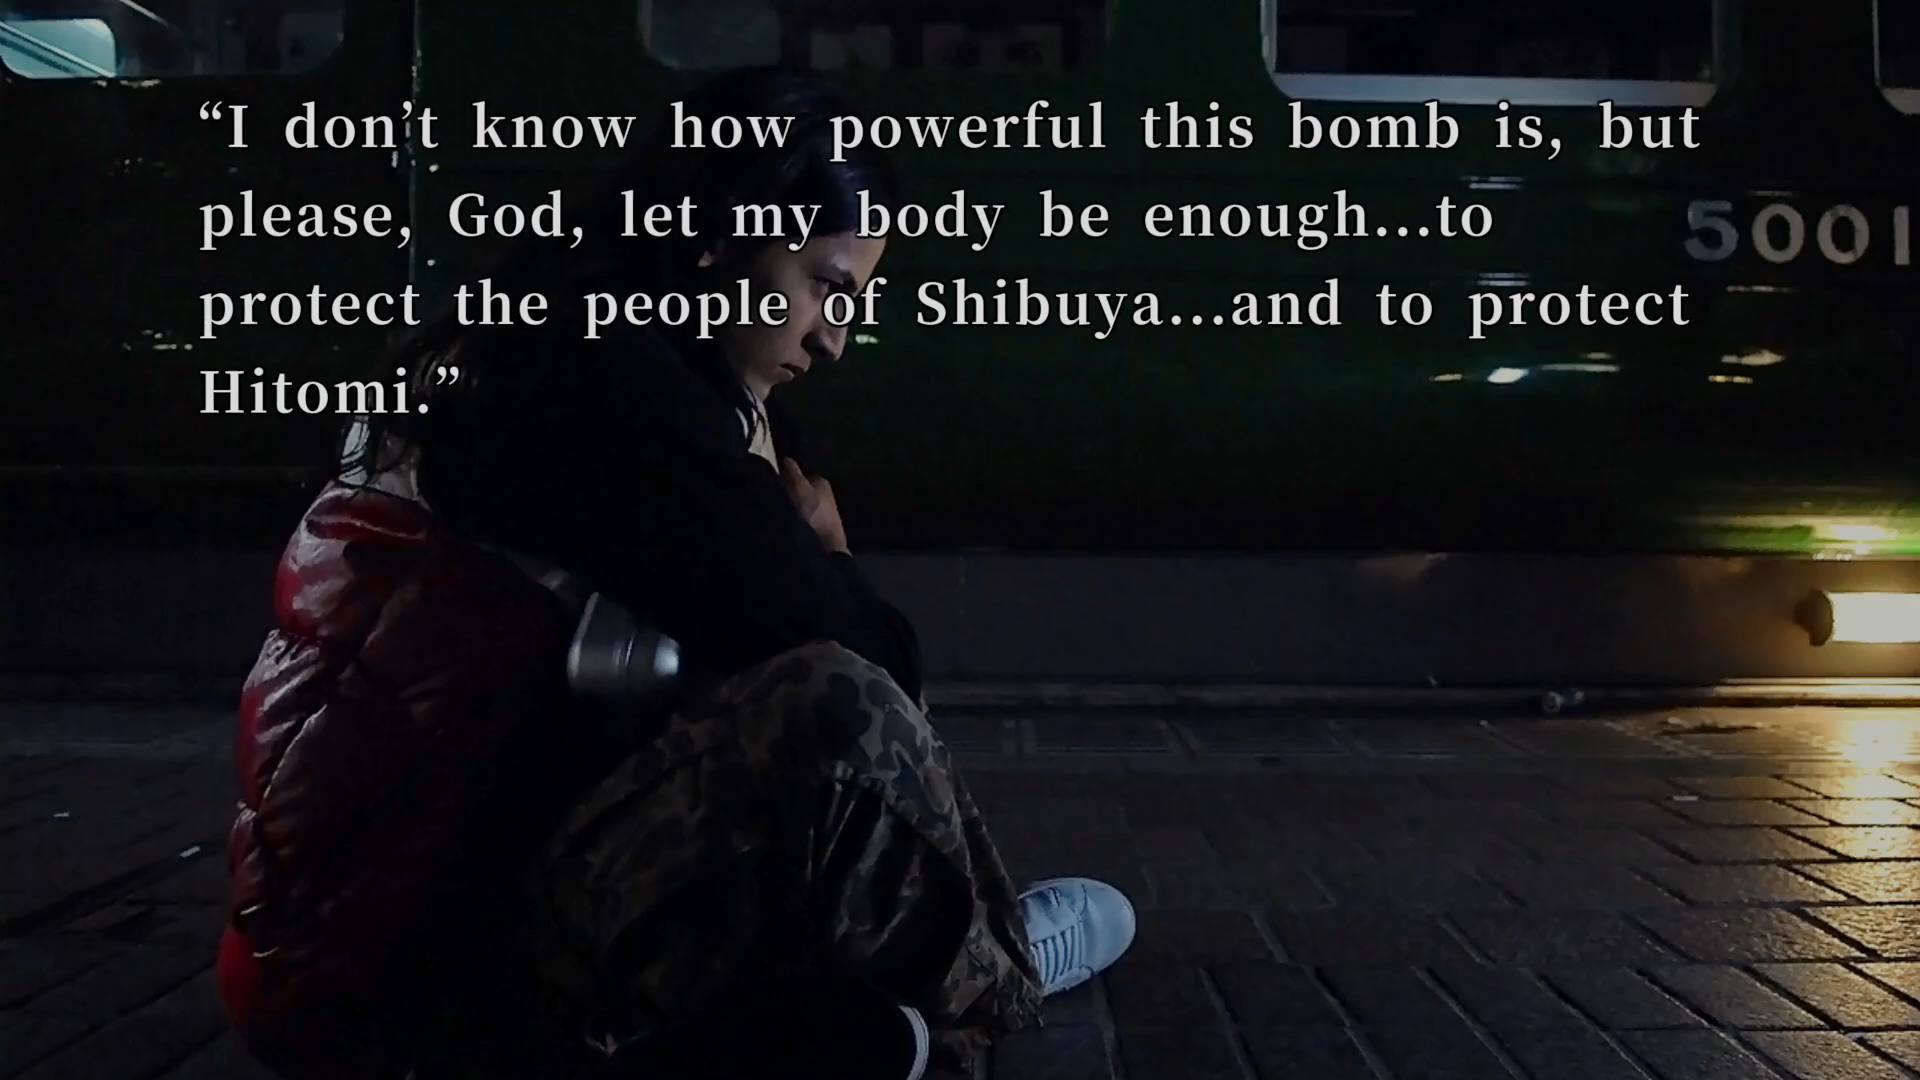 “I don’t know how powerful this bomb is, but
please, God, let my body be enough...to
protect the people of Shibuya...and to protect
Hitomi.”
5001